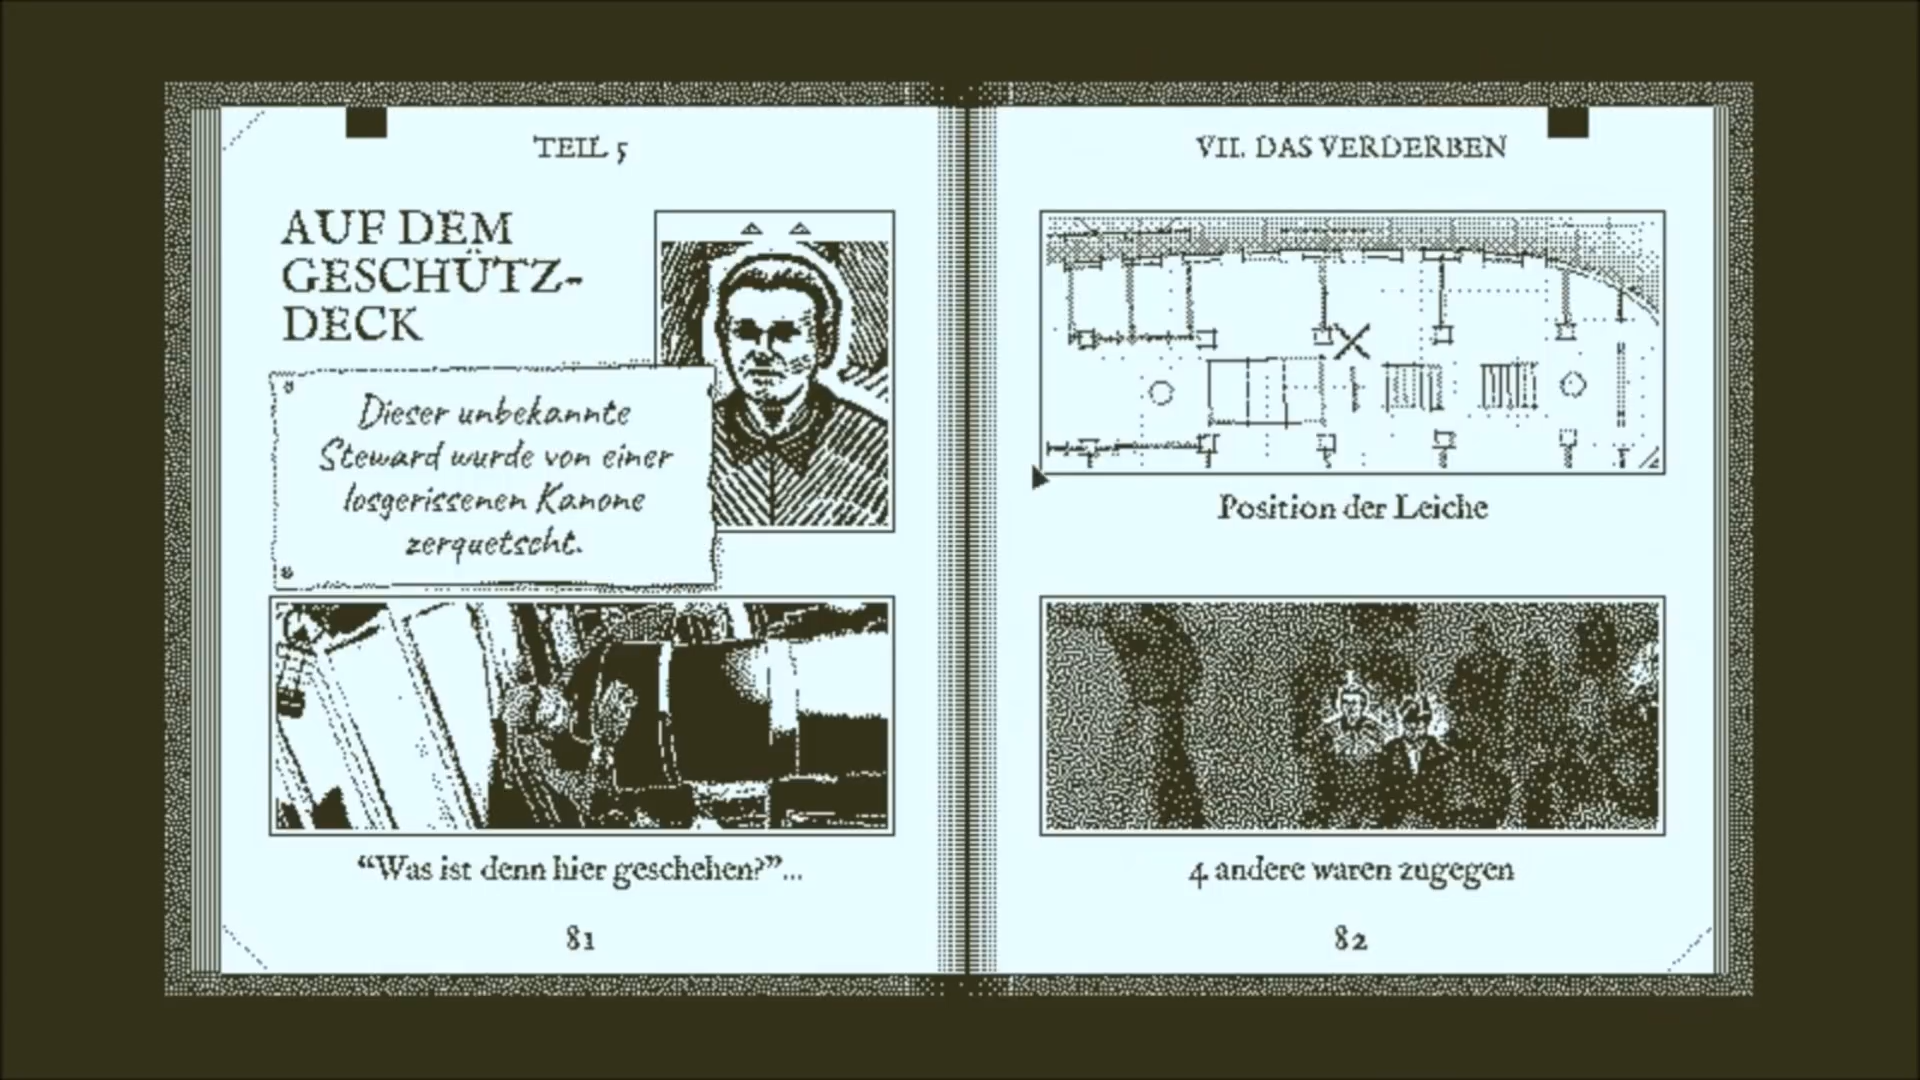 TEIL 5
AUF DEM
GESCHÜTZ-
DECK
Dieser unbekannte
Steward wurde von einer
losgerissenen Kanone
zerquetscht.
“Was ist denn hier geschehen?”...
81
VII. DAS VERDERBEN
Position der Leiche
4 andere waren zugegen
82